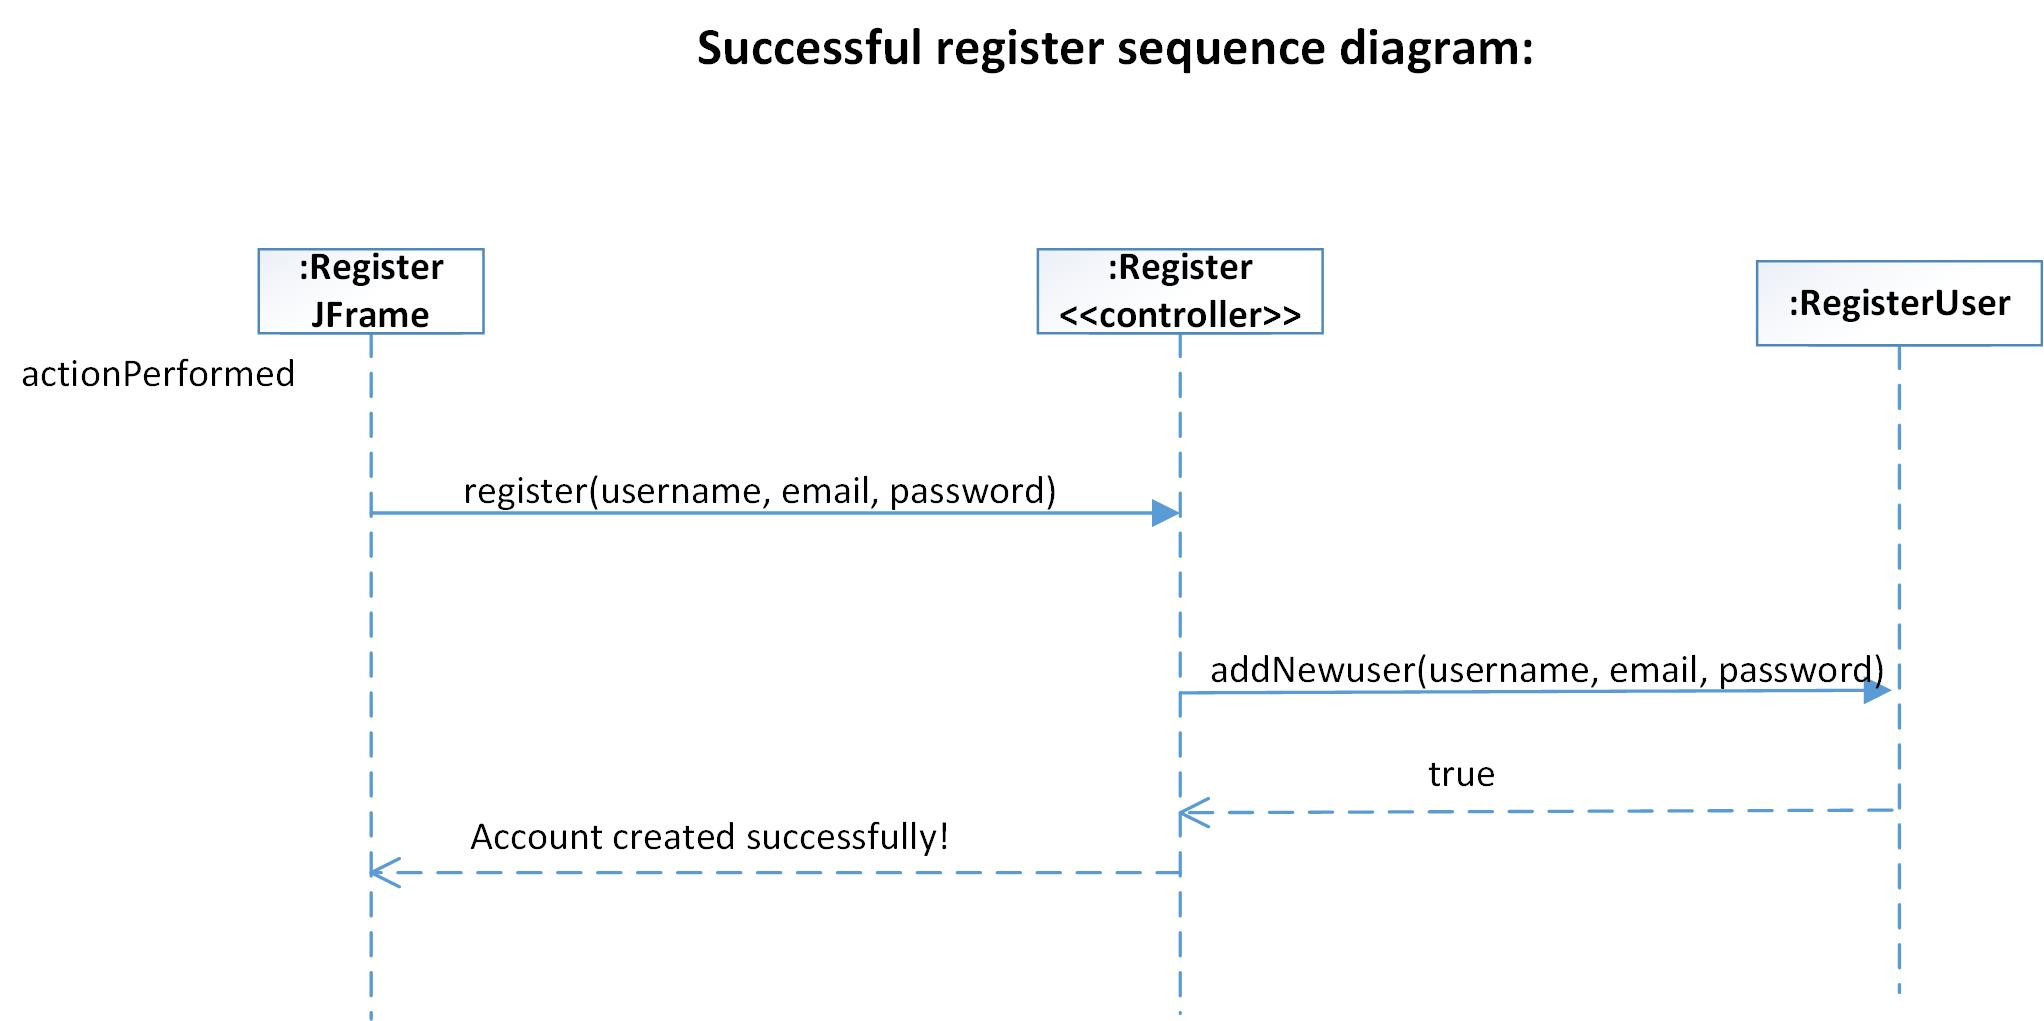 Successful register sequence diagram:
:Register
JFrame
:Register
<<controller>>
:RegisterUser
actionPerformed
register(username, email, password)
addNewuser(username, email, password)
true
Account created successfully!